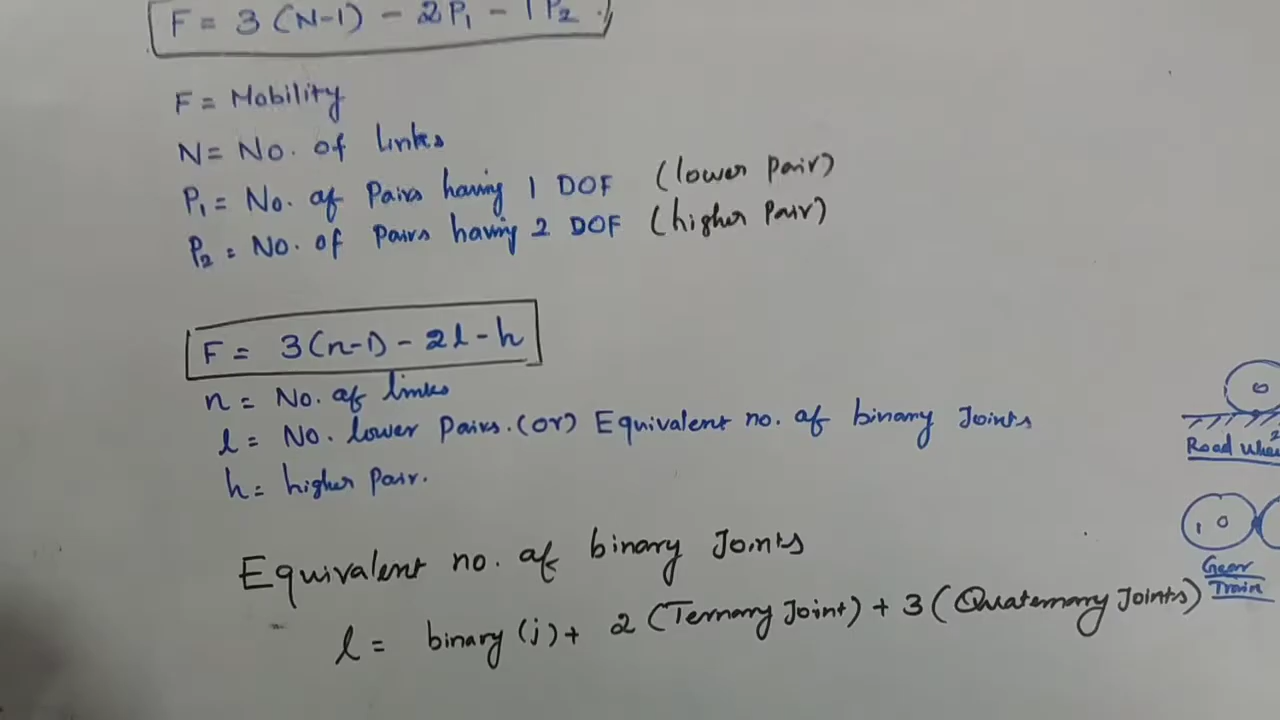 F = 3 (N-1) - 2P₁ - 1P₂.
F = Mobility
N = No. of links
P₁ = No. of Pairs having 1 DOF (lower pair)
P₂ = No. of pairs having 2 DOF (higher Pair)
F = 3(n-1) - 2l - h
n = No. of links
l = No. lower Pairs. (or) Equivalent no. of binary Joints
h = higher pair.
Road
Equivalent no. of binary Joints
1
Gear
Train
l = binary (j) + 2 (Ternary Joint) + 3 (Quaternary Joints)